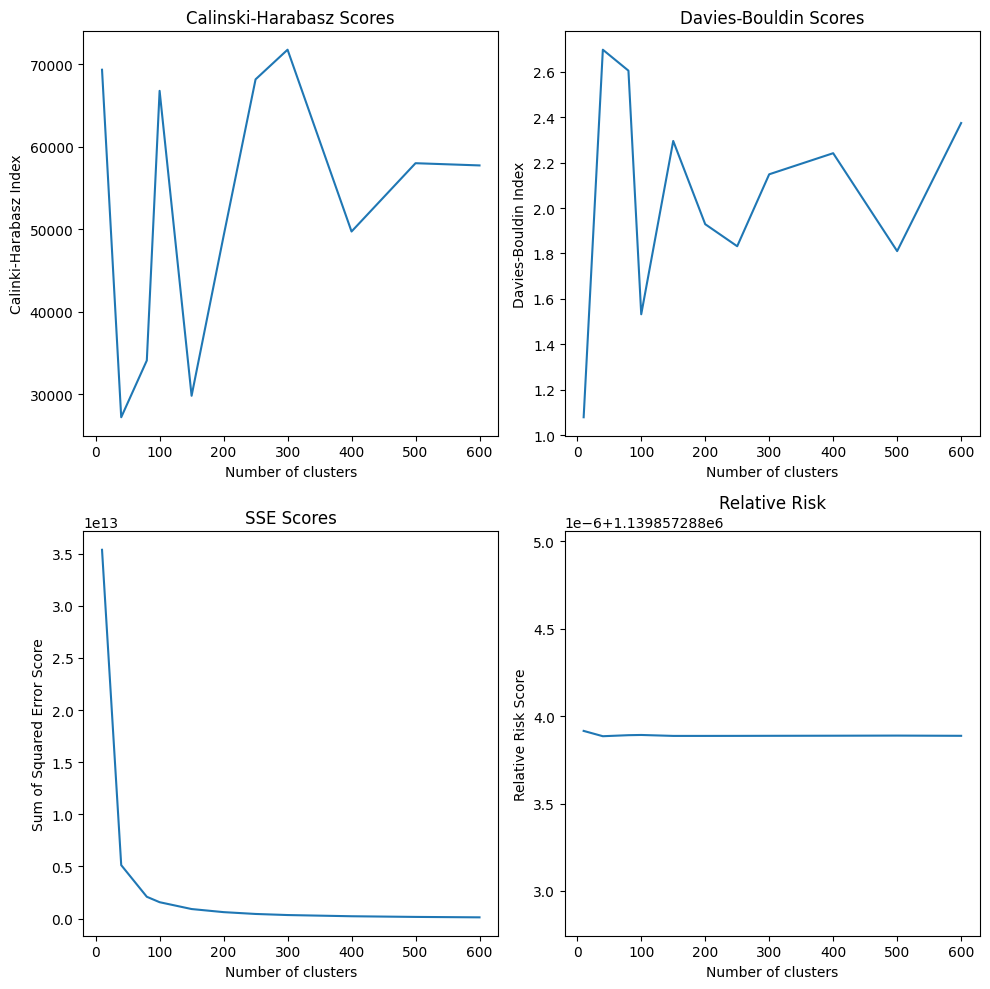 Calinski-Harabasz Scores
Calinki-Harabasz Index
70000
60000
50000
40000
30000
0 100 200 300 400 500 600
Number of clusters
Davies-Bouldin Scores
Davies-Bouldin Index
2.6
2.4
2.2
2.0
1.8
1.6
1.4
1.2
1.0
0 100 200 300 400 500 600
Number of clusters
SSE Scores
1e13
Sum of Squared Error Score
3.5
3.0
2.5
2.0
1.5
1.0
0.5
0.0
0 100 200 300 400 500 600
Number of clusters
Relative Risk
1e-6+1.139857288e6
Relative Risk Score
5.0
4.5
4.0
3.5
3.0
0 100 200 300 400 500 600
Number of clusters